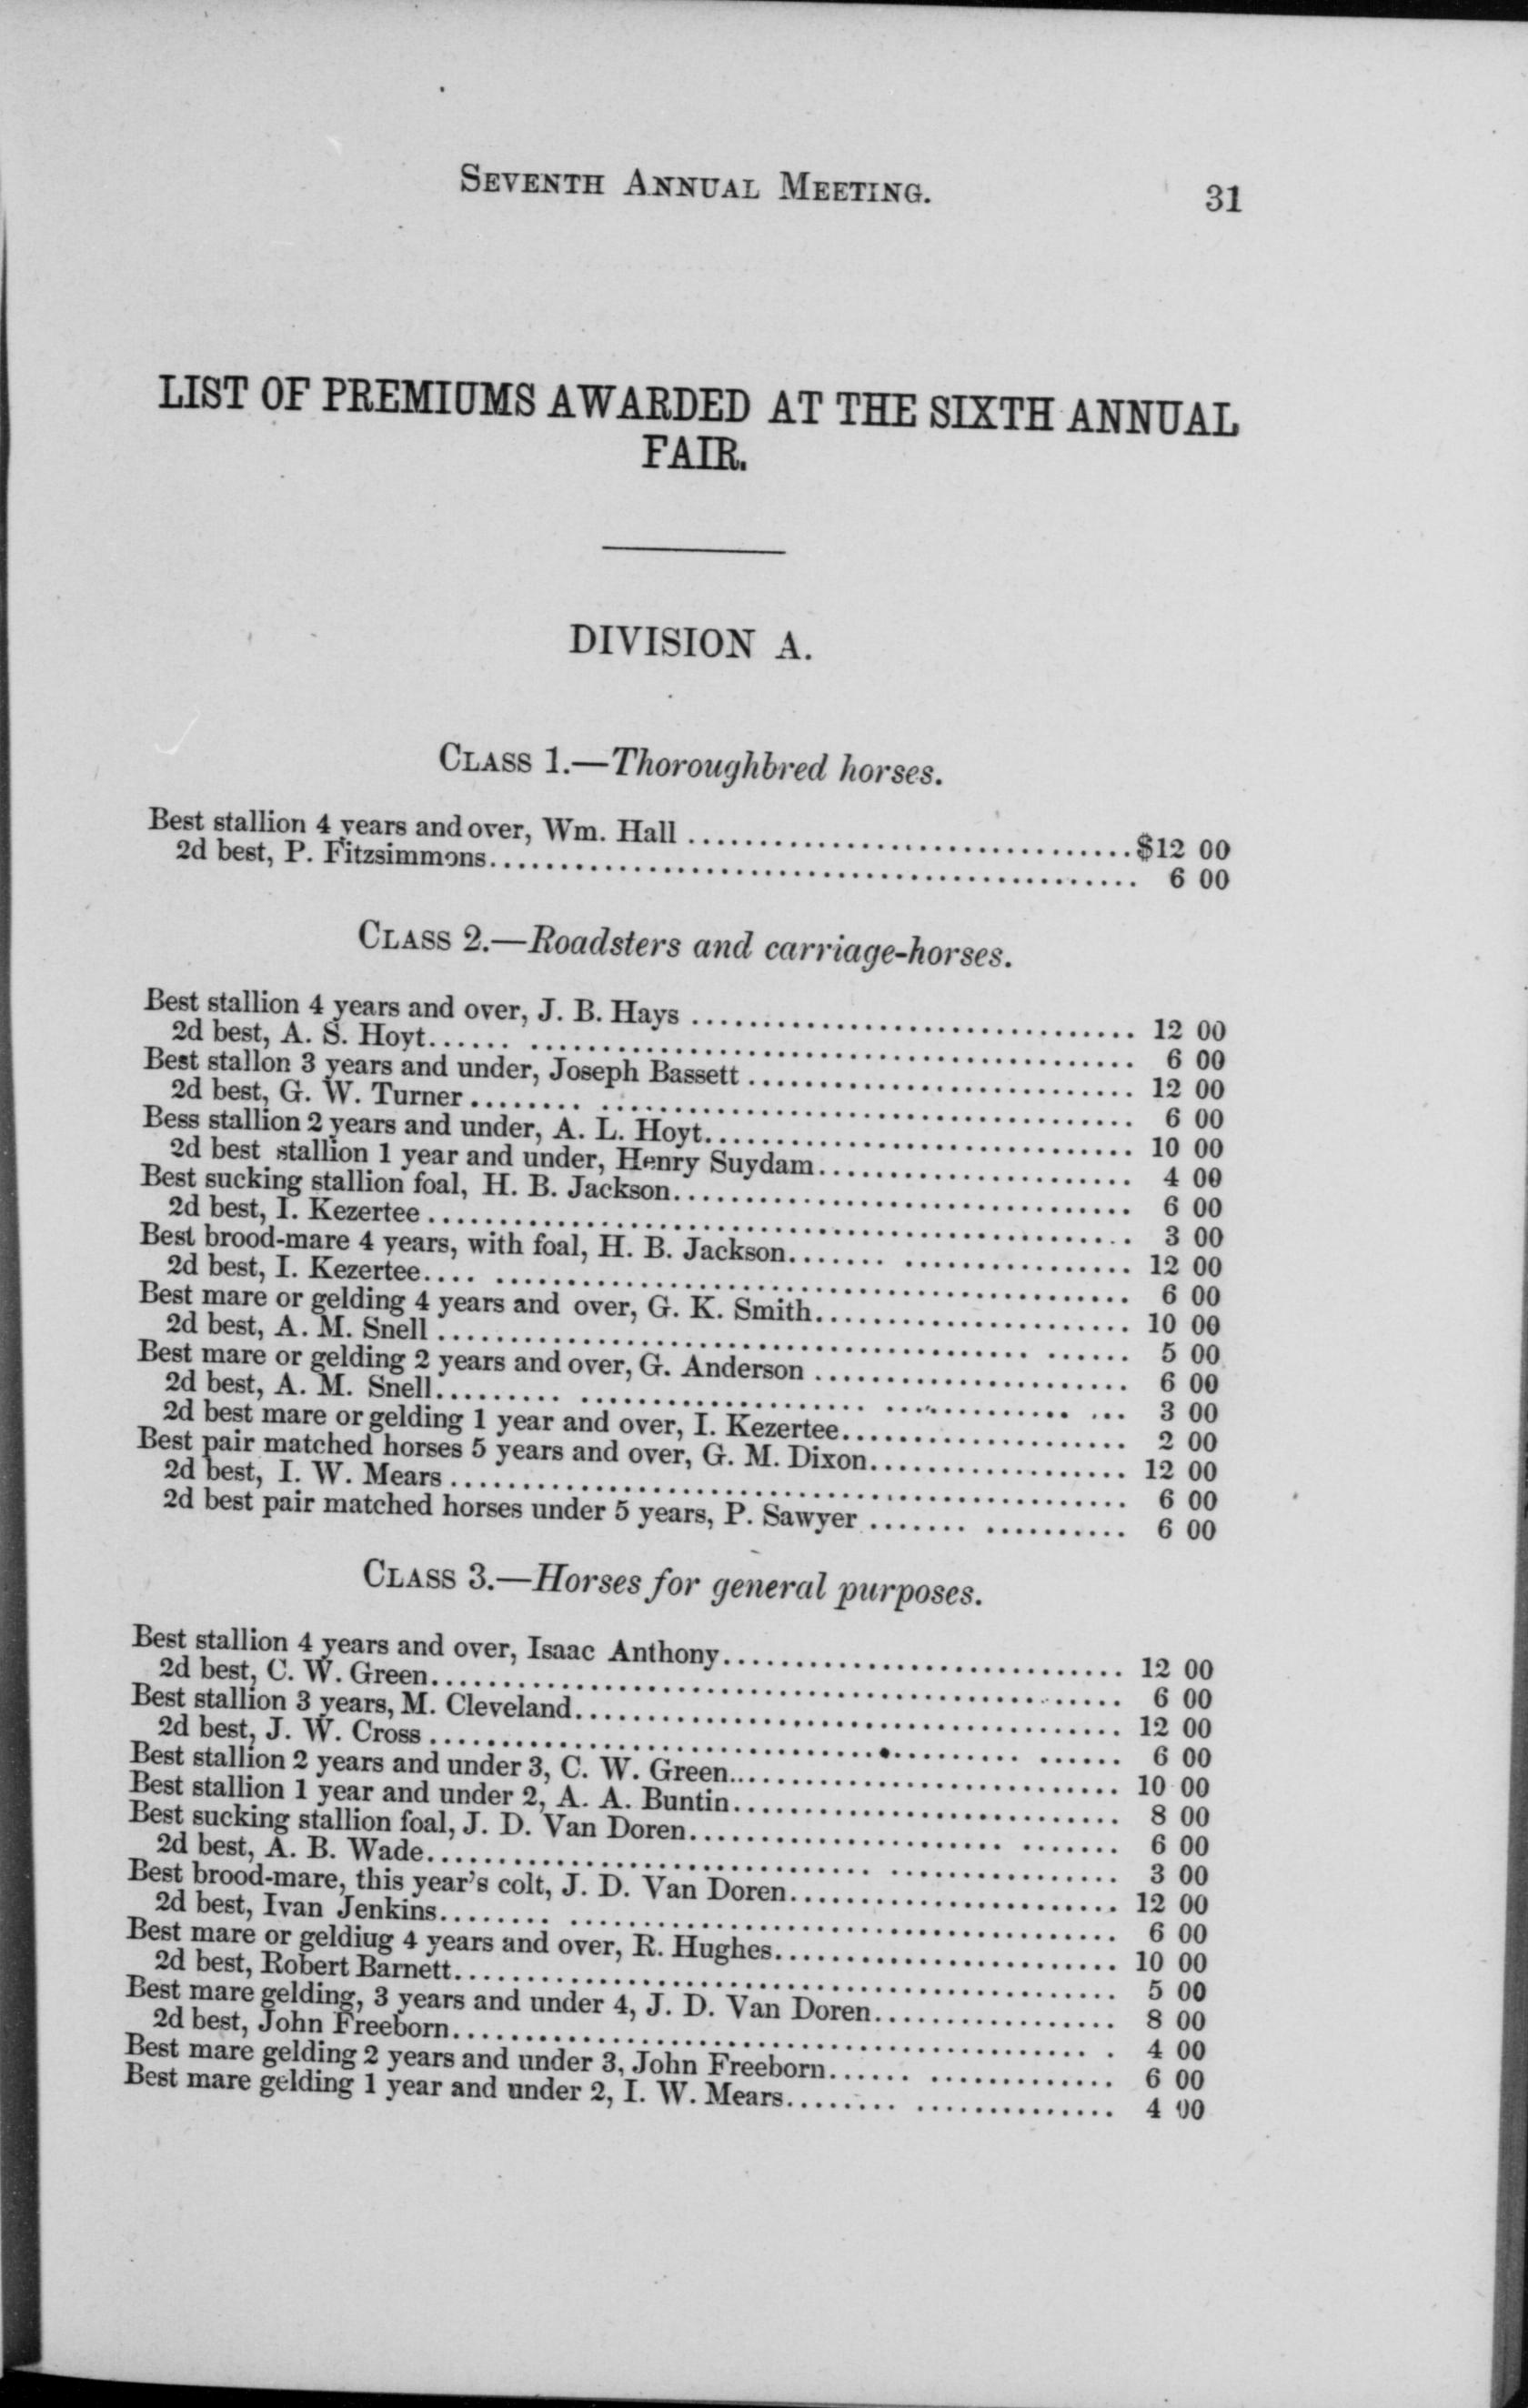 SEVENTH ANNUAL MEETING. 31
LIST OF PREMIUMS AWARDED AT THE SIXTH ANNUAL
FAIR.
DIVISION A.
CLASS 1.—Thoroughbred horses.
Best stallion 4 years and over, Wm. Hall ........ $12 00
2d best, P. Fitzsimmons........ 6 00
CLASS 2.—Roadsters and carriage-horses.
Best stallion 4 years and over, J. B. Hays ........ 12 00
2d best, A. S. Hoyt........ 6 00
Best stallon 3 years and under, Joseph Bassett ........ 12 00
2d best, G. W. Turner ........ 6 00
Bess stallion 2 years and under, A. L. Hoyt........ 10 00
2d best stallion 1 year and under, Henry Suydam........ 4 00
Best sucking stallion foal, H. B. Jackson........ 6 00
2d best, I. Kezertee ........ 3 00
Best brood-mare 4 years, with foal, H. B. Jackson........ 12 00
2d best, I. Kezertee........ 6 00
Best mare or gelding 4 years and over, G. K. Smith........ 10 00
2d best, A. M. Snell ........ 5 00
Best mare or gelding 2 years and over, G. Anderson ........ 6 00
2d best, A. M. Snell........ 3 00
2d best mare or gelding 1 year and over, I. Kezertee........ 2 00
Best pair matched horses 5 years and over, G. M. Dixon........ 12 00
2d best, I. W. Mears ........ 6 00
2d best pair matched horses under 5 years, P. Sawyer ........ 6 00
CLASS 3.—Horses for general purposes.
Best stallion 4 years and over, Isaac Anthony........ 12 00
2d best, C. W. Green........ 6 00
Best stallion 3 years, M. Cleveland........ 12 00
2d best, J. W. Cross ........ 6 00
Best stallion 2 years and under 3, C. W. Green........ 10 00
Best stallion 1 year and under 2, A. A. Buntin........ 8 00
Best sucking stallion foal, J. D. Van Doren........ 6 00
2d best, A. B. Wade........ 3 00
Best brood-mare, this year's colt, J. D. Van Doren........ 12 00
2d best, Ivan Jenkins........ 6 00
Best mare or geldiug 4 years and over, R. Hughes........ 10 00
2d best, Robert Barnett........ 5 00
Best mare gelding, 3 years and under 4, J. D. Van Doren........ 8 00
2d best, John Freeborn........ 4 00
Best mare gelding 2 years and under 3, John Freeborn........ 6 00
Best mare gelding 1 year and under 2, I. W. Mears........ 4 00